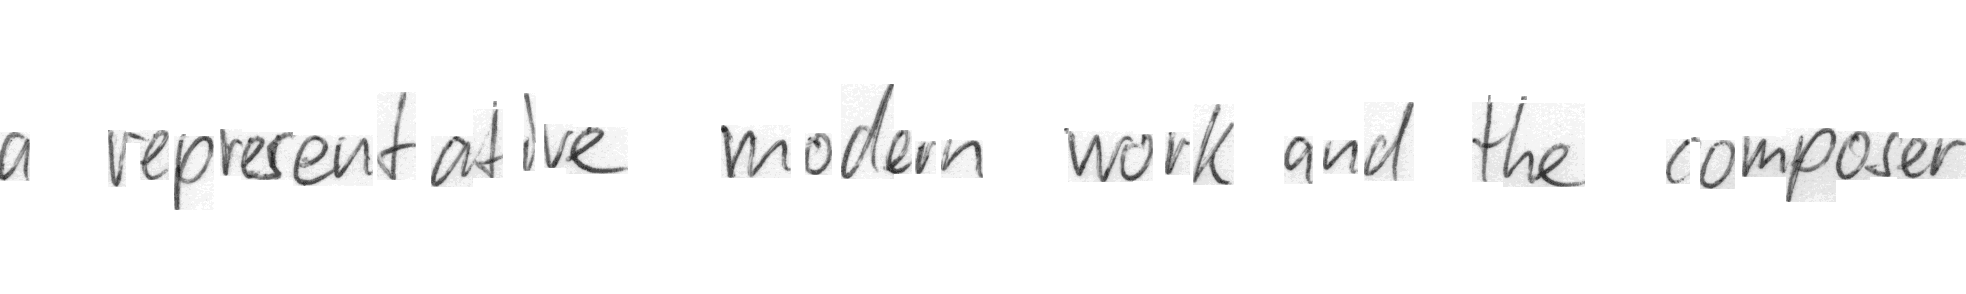 a representative modern work and the composer